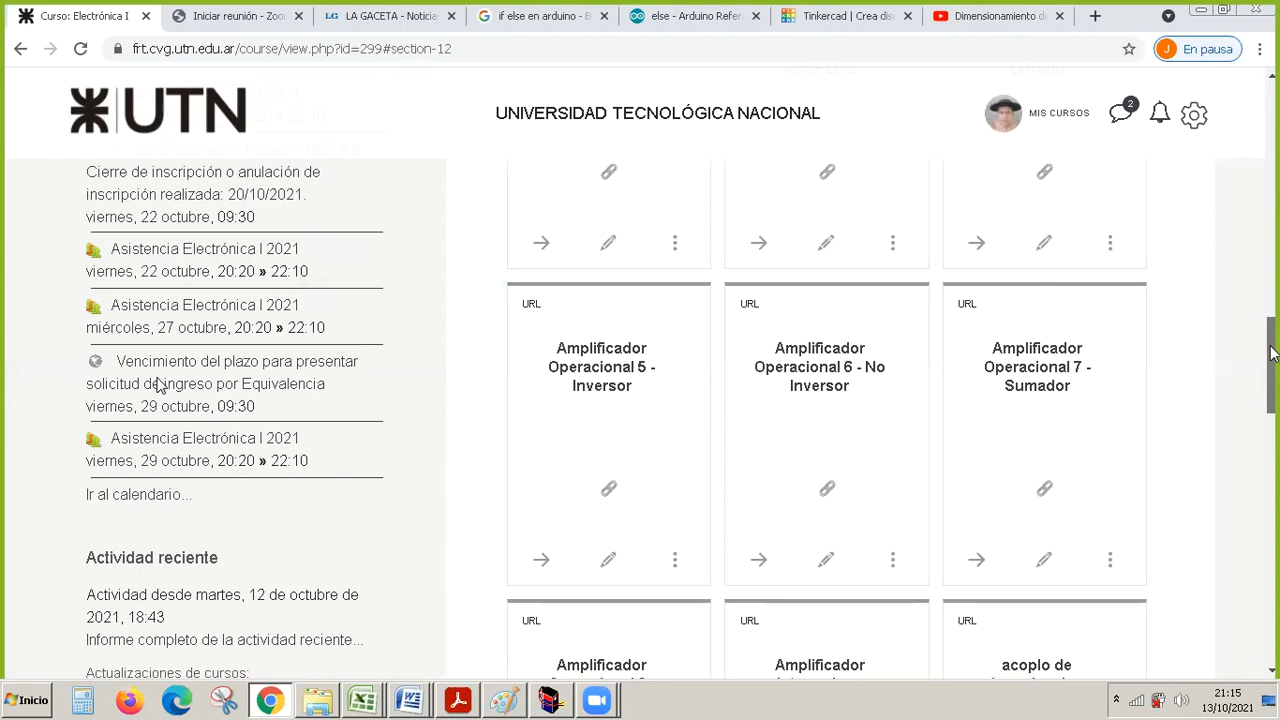 Curso: Electrónica I
Iniciar reunión - Zoo
LG LA GACETA - Noticia
if else en arduino - B
else - Arduino Refere
Tinkercad | Crea dise
Dimensionamiento de
frt.cvg.utn.edu.ar/course/view.php?id=299#section-12
J En pausa
UTN
UNIVERSIDAD TECNOLÓGICA NACIONAL
MIS CURSOS
2
Cierre de inscripción o anulación de
inscripción realizada: 20/10/2021.
viernes, 22 octubre, 09:30
Asistencia Electrónica I 2021
viernes, 22 octubre, 20:20 » 22:10
Asistencia Electrónica I 2021
miércoles, 27 octubre, 20:20 » 22:10
Vencimiento del plazo para presentar
solicitud de ingreso por Equivalencia
viernes, 29 octubre, 09:30
Asistencia Electrónica I 2021
viernes, 29 octubre, 20:20 » 22:10
Ir al calendario...
Actividad reciente
Actividad desde martes, 12 de octubre de
2021, 18:43
Informe completo de la actividad reciente...
Actualizaciones de cursos:
URL
Amplificador
Operacional 5 -
Inversor
URL
Amplificador
Operacional 6 - No
Inversor
URL
Amplificador
Operacional 7 -
Sumador
URL
Amplificador
URL
Amplificador
URL
acoplo de
Inicio
21:15
13/10/2021